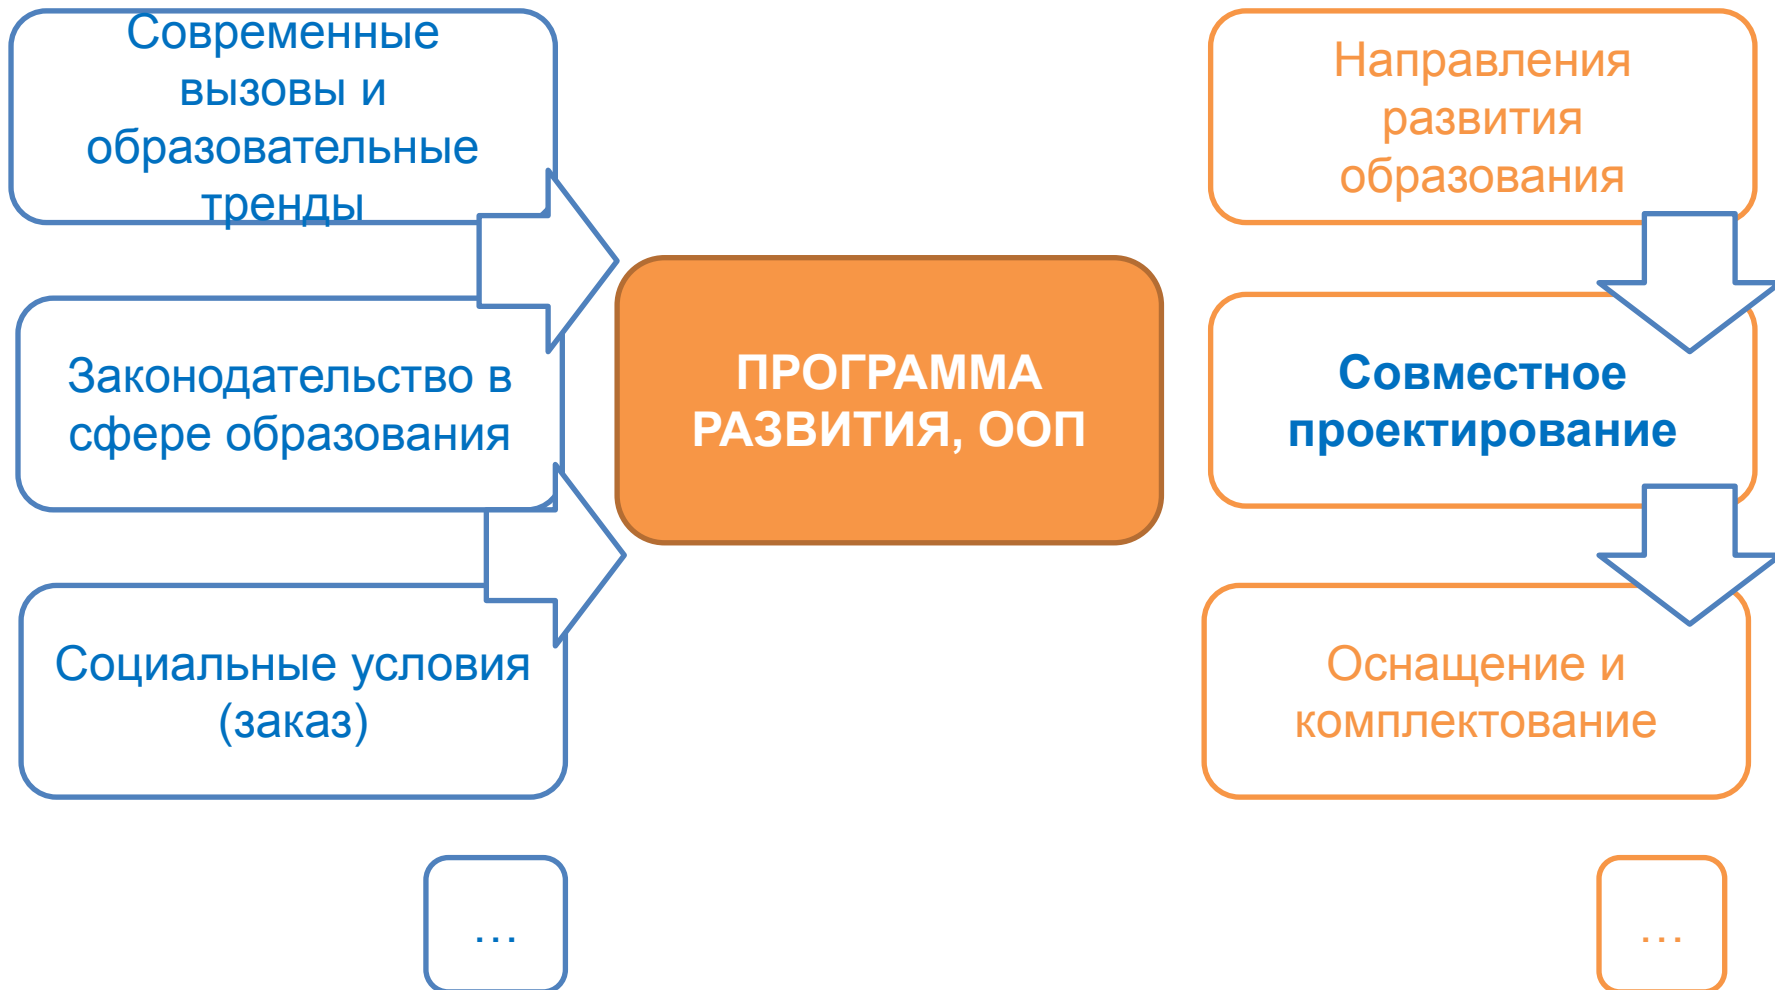 Современные
вызовы и
образовательные
тренды
Законодательство в
сфере образования
Социальные условия
(заказ)
...
ПРОГРАММА
РАЗВИТИЯ, ООП
Направления
развития
образования
Совместное
проектирование
Оснащение и
комплектование
...